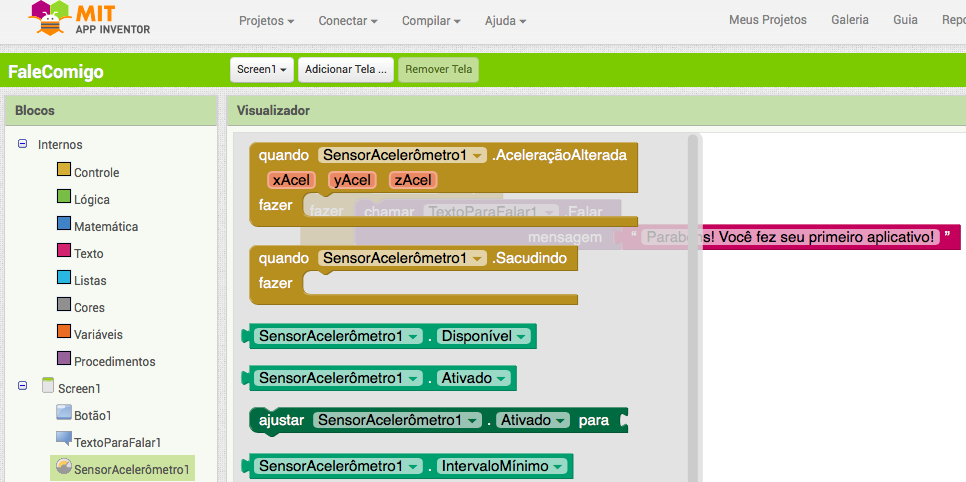 MIT
APP INVENTOR
Projetos Conectar Compilar Ajuda Meus Projetos Galeria Guia Repo
FaleComigo Screen1 Adicionar Tela ... Remover Tela
Blocos
Internos
Controle
Lógica
Matemática
Texto
Listas
Cores
Variáveis
Procedimentos
Screen1
Botão1
TextoParaFalar1
SensorAcelerômetro1
Visualizador
quando SensorAcelerômetro1 .AceleraçãoAlterada
xAcel yAcel zAcel
fazer
fazer chamar TextoParaFalar1 .Falar
mensagem “ Parabéns! Você fez seu primeiro aplicativo! ”
quando SensorAcelerômetro1 .Sacudindo
fazer
SensorAcelerômetro1 . Disponível
SensorAcelerômetro1 . Ativado
ajustar SensorAcelerômetro1 . Ativado para
SensorAcelerômetro1 . IntervaloMínimo